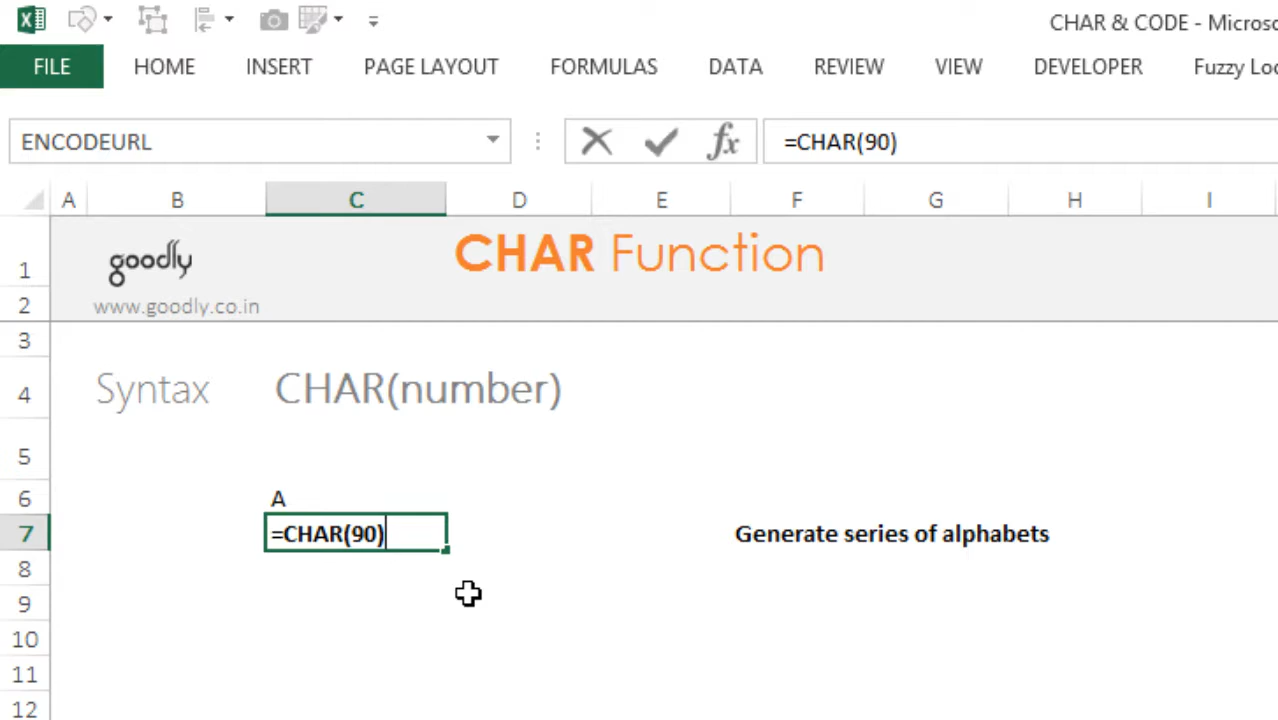 CHAR & CODE - Microso
FILE HOME INSERT PAGE LAYOUT FORMULAS DATA REVIEW VIEW DEVELOPER Fuzzy Loo
ENCODEURL fx =CHAR(90)
A B C D E F G H I
1 goodly CHAR Function
2 www.goodly.co.in
3
4 Syntax CHAR(number)
5
6 A
7 =CHAR(90) Generate series of alphabets
8
9
10
11
12